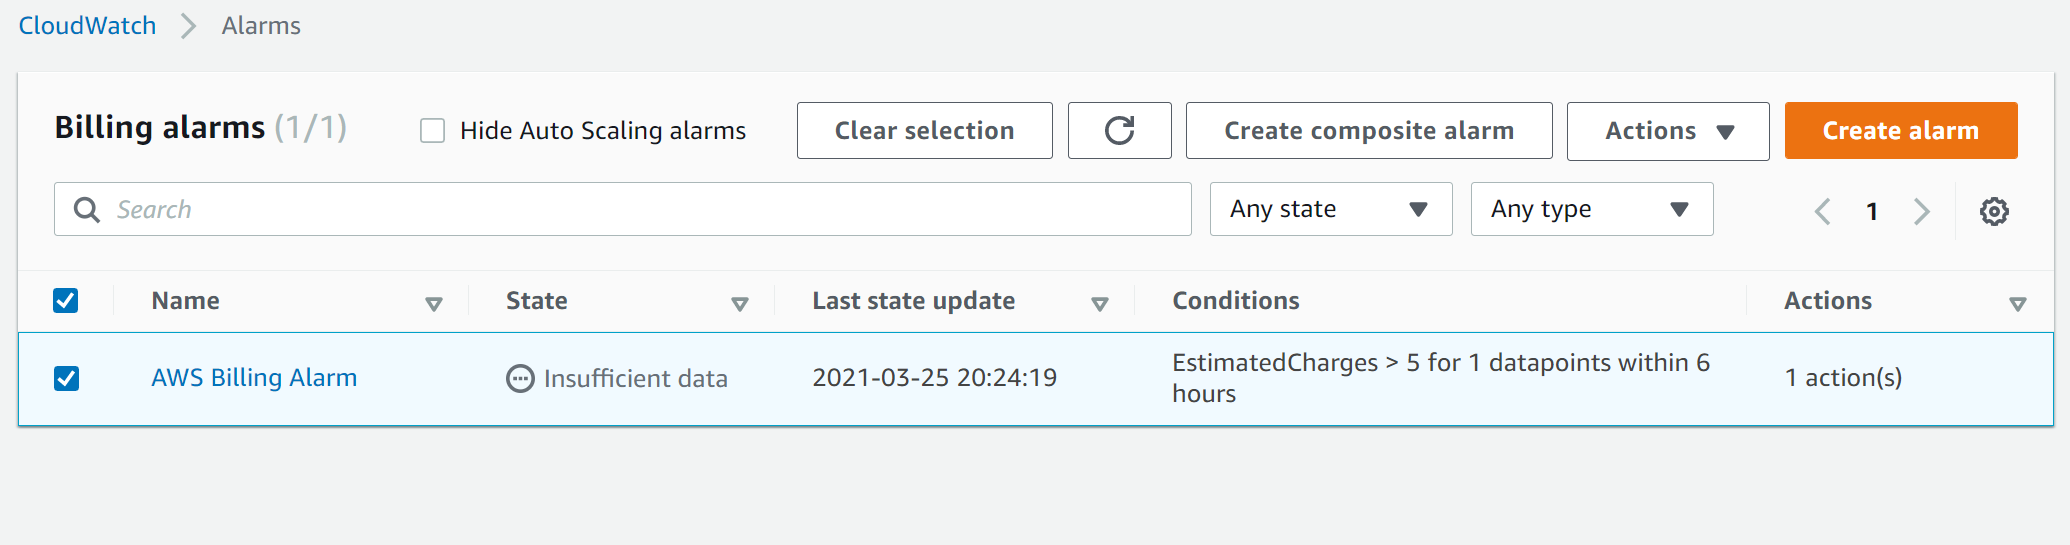 CloudWatch > Alarms
Billing alarms (1/1) Hide Auto Scaling alarms Clear selection Create composite alarm Actions Create alarm
Search Any state Any type 1
Name State Last state update Conditions Actions
AWS Billing Alarm Insufficient data 2021-03-25 20:24:19 EstimatedCharges > 5 for 1 datapoints within 6
hours 1 action(s)